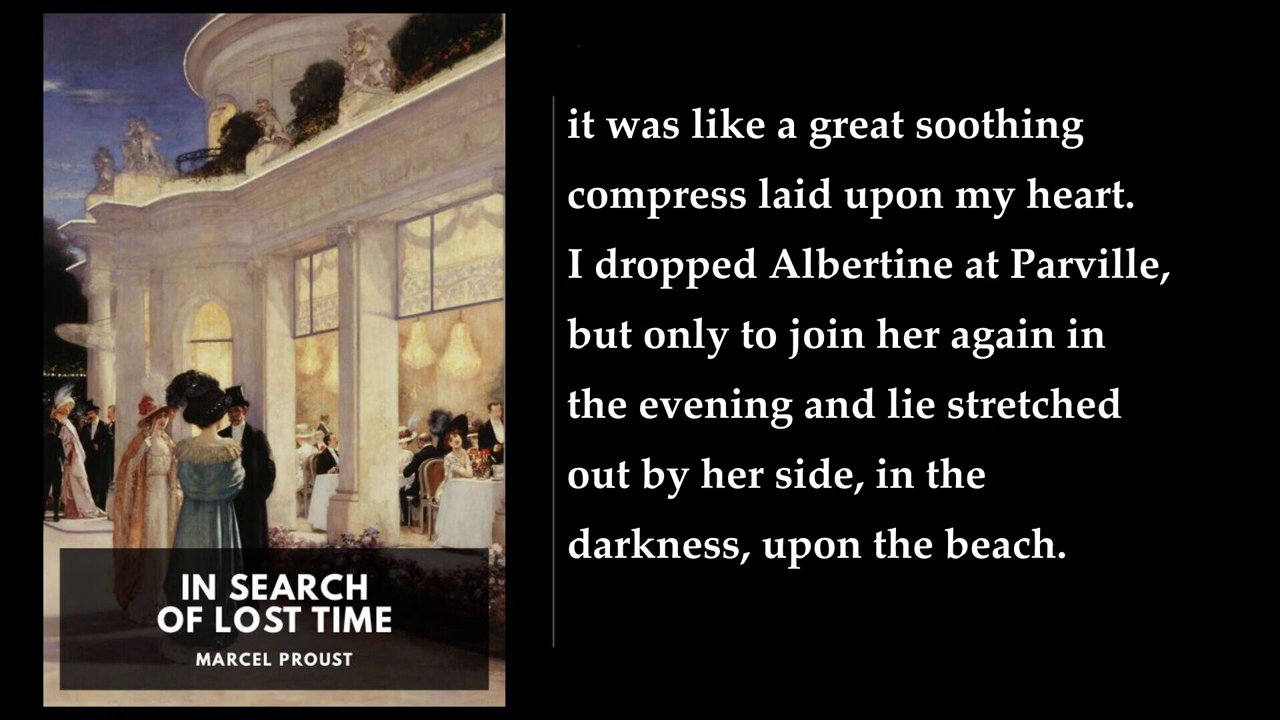 it was like a great soothing
compress laid upon my heart.
I dropped Albertine at Parville,
but only to join her again in
the evening and lie stretched
out by her side, in the
darkness, upon the beach.
IN SEARCH
OF LOST TIME
MARCEL PROUST